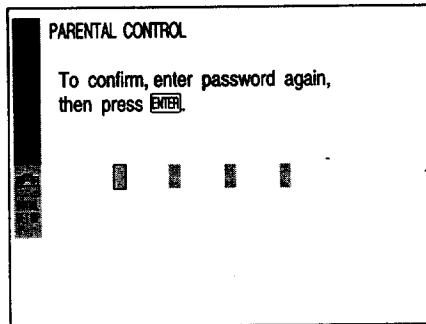 PARENTAL CONTROL
To confirm, enter password again,
then press ENTER.